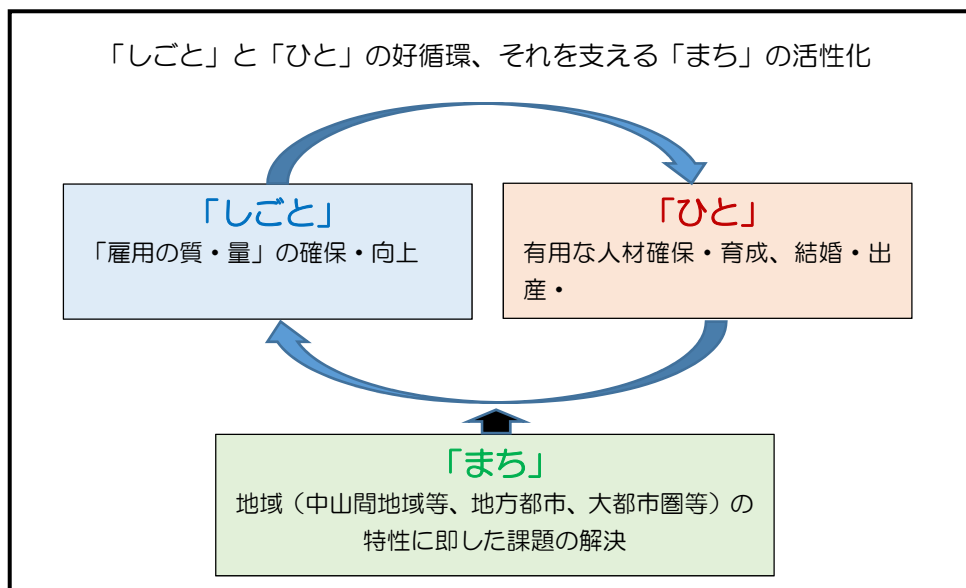 「しごと」と「ひと」の好循環、それを支える「まち」の活性化
「しごと」
「雇用の質・量」の確保・向上
「ひと」
有用な人材確保・育成、結婚・出
産・
「まち」
地域（中山間地域等、地方都市、大都市圏等）の
特性に即した課題の解決